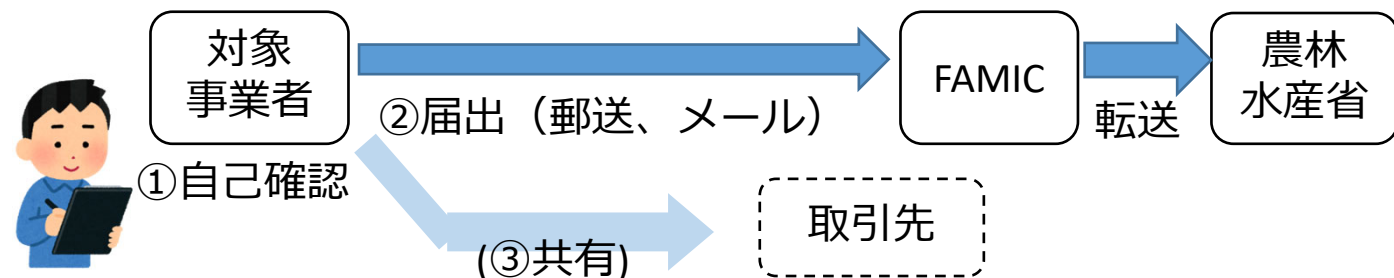 対象
事業者
①自己確認
②届出（郵送、メール）
FAMIC
転送
農林
水産省
(③共有)
取引先